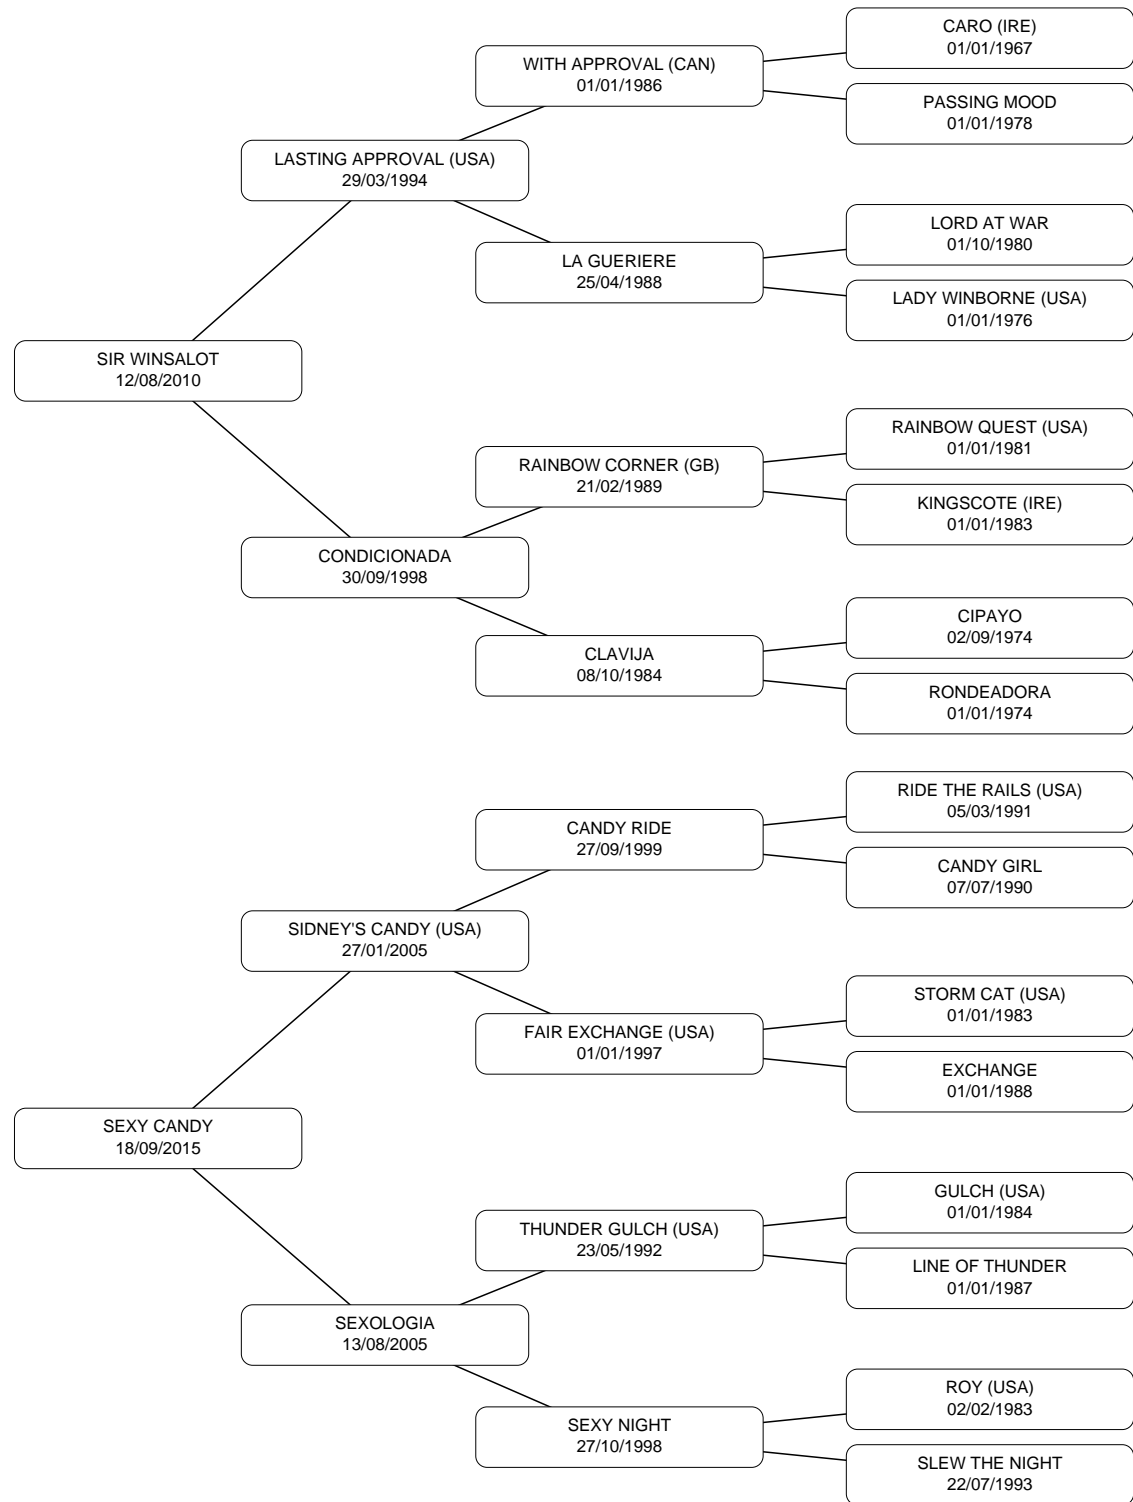 CARO (IRE)
01/01/1967
WITH APPROVAL (CAN)
01/01/1986
PASSING MOOD
01/01/1978
LASTING APPROVAL (USA)
29/03/1994
LORD AT WAR
01/10/1980
LA GUERIERE
25/04/1988
LADY WINBORNE (USA)
01/01/1976
SIR WINSALOT
12/08/2010
RAINBOW QUEST (USA)
01/01/1981
RAINBOW CORNER (GB)
21/02/1989
KINGSCOTE (IRE)
01/01/1983
CONDICIONADA
30/09/1998
CIPAYO
02/09/1974
CLAVIJA
08/10/1984
RONDEADORA
01/01/1974
RIDE THE RAILS (USA)
05/03/1991
CANDY RIDE
27/09/1999
CANDY GIRL
07/07/1990
SIDNEY'S CANDY (USA)
27/01/2005
STORM CAT (USA)
01/01/1983
FAIR EXCHANGE (USA)
01/01/1997
EXCHANGE
01/01/1988
SEXY CANDY
18/09/2015
GULCH (USA)
01/01/1984
THUNDER GULCH (USA)
23/05/1992
LINE OF THUNDER
01/01/1987
SEXOLOGIA
13/08/2005
ROY (USA)
02/02/1983
SEXY NIGHT
27/10/1998
SLEW THE NIGHT
22/07/1993